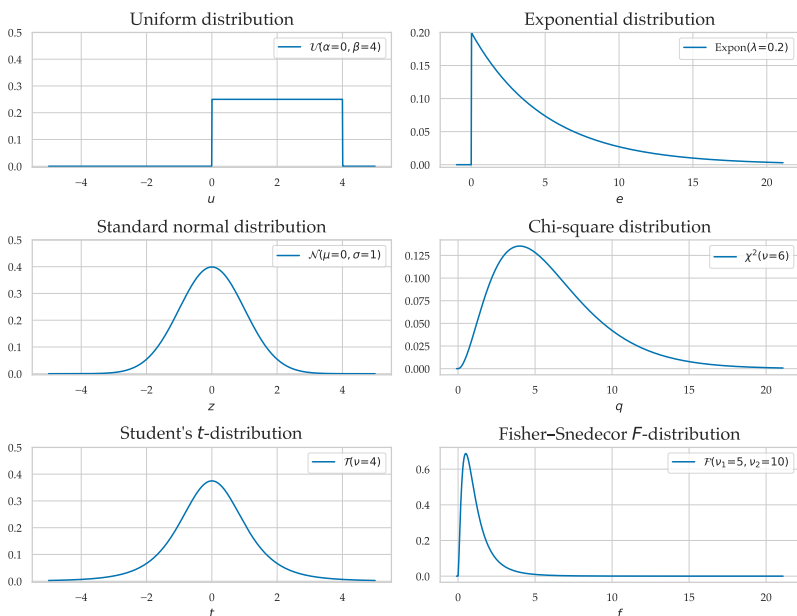 Uniform distribution
0.5
0.4
0.3
0.2
0.1
0.0
𝒰(α=0, β=4)
−4 −2 0 2 4
u
Exponential distribution
0.20
0.15
0.10
0.05
0.00
Expon(λ=0.2)
0 5 10 15 20
e
Standard normal distribution
0.5
0.4
0.3
0.2
0.1
0.0
𝒩(μ=0, σ=1)
−4 −2 0 2 4
z
Chi-square distribution
0.125
0.100
0.075
0.050
0.025
0.000
χ²(ν=6)
0 5 10 15 20
q
Student's t-distribution
0.5
0.4
0.3
0.2
0.1
0.0
𝒯(ν=4)
−4 −2 0 2 4
t
Fisher–Snedecor F-distribution
0.6
0.4
0.2
0.0
ℱ(ν₁=5, ν₂=10)
0 5 10 15 20
f